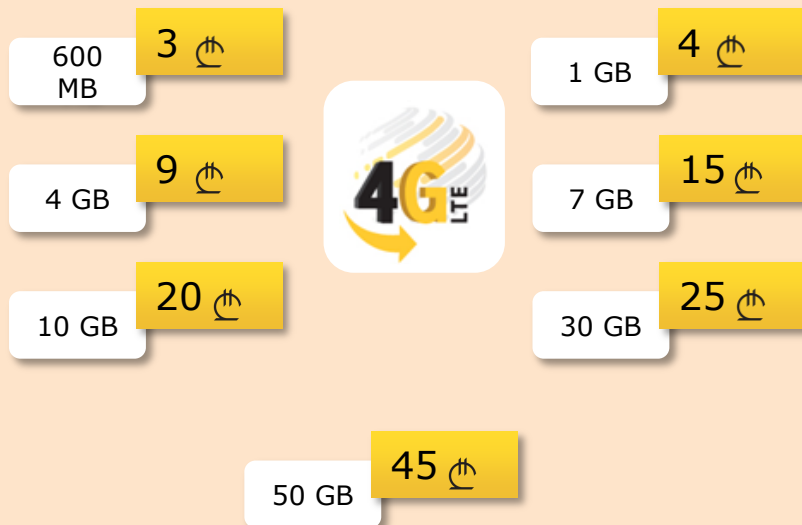 600
MB
3 ₾
1 GB
4 ₾
4G
LTE
4 GB
9 ₾
7 GB
15 ₾
10 GB
20 ₾
30 GB
25 ₾
50 GB
45 ₾